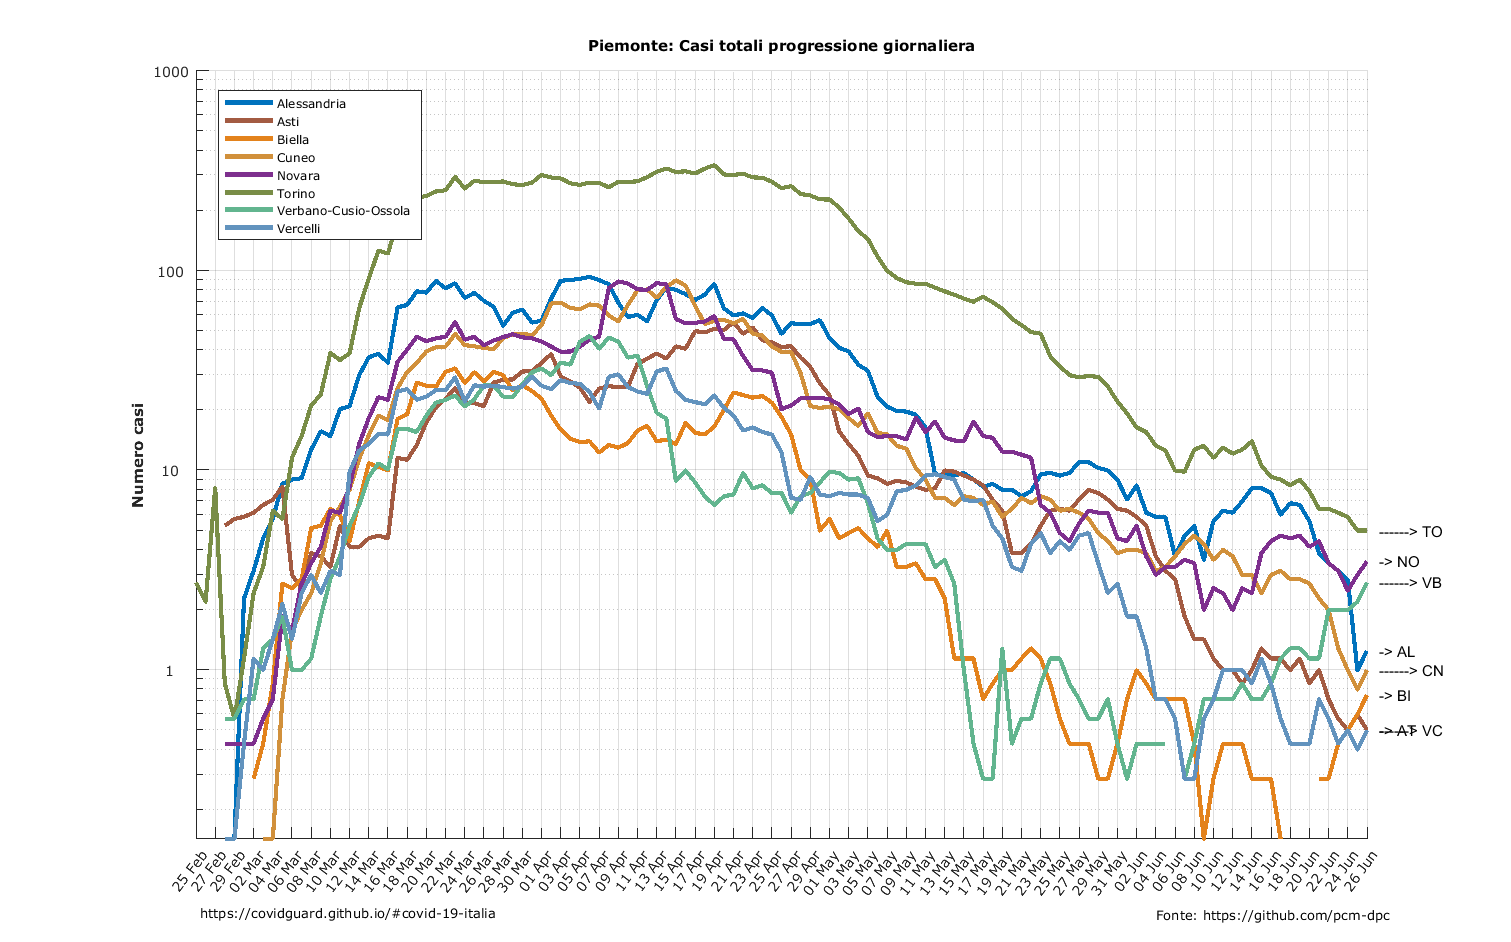 Piemonte: Casi totali progressione giornaliera
1000
100
10
1
Numero casi
Alessandria
Asti
Biella
Cuneo
Novara
Torino
Verbano-Cusio-Ossola
Vercelli
------> TO
-> NO
------> VB
-> AL
------> CN
-> BI
-> AT
------> VC
25 Feb
27 Feb
29 Feb
02 Mar
04 Mar
06 Mar
08 Mar
10 Mar
12 Mar
14 Mar
16 Mar
18 Mar
20 Mar
22 Mar
24 Mar
26 Mar
28 Mar
30 Mar
01 Apr
03 Apr
05 Apr
07 Apr
09 Apr
11 Apr
13 Apr
15 Apr
17 Apr
19 Apr
21 Apr
23 Apr
25 Apr
27 Apr
29 Apr
01 May
03 May
05 May
07 May
09 May
11 May
13 May
15 May
17 May
19 May
21 May
23 May
25 May
27 May
29 May
31 May
02 Jun
04 Jun
06 Jun
08 Jun
10 Jun
12 Jun
14 Jun
16 Jun
18 Jun
20 Jun
22 Jun
24 Jun
26 Jun
https://covidguard.github.io/#covid-19-italia
Fonte: https://github.com/pcm-dpc